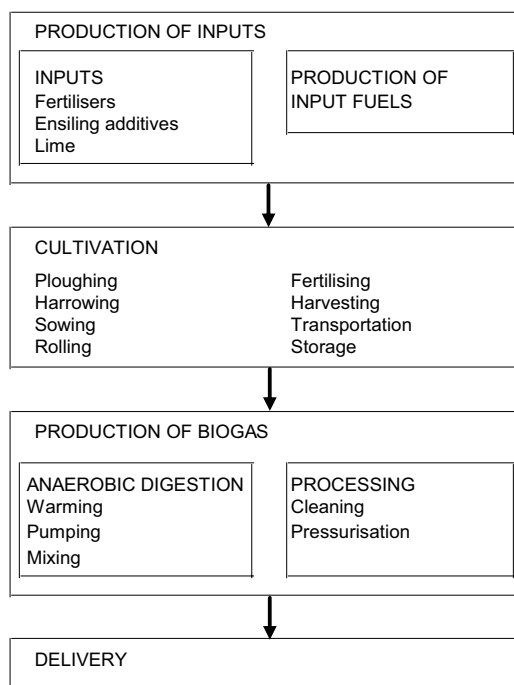 PRODUCTION OF INPUTS
INPUTS
Fertilisers
Ensiling additives
Lime
PRODUCTION OF
INPUT FUELS
CULTIVATION
Ploughing
Harrowing
Sowing
Rolling
Fertilising
Harvesting
Transportation
Storage
PRODUCTION OF BIOGAS
ANAEROBIC DIGESTION
Warming
Pumping
Mixing
PROCESSING
Cleaning
Pressurisation
DELIVERY